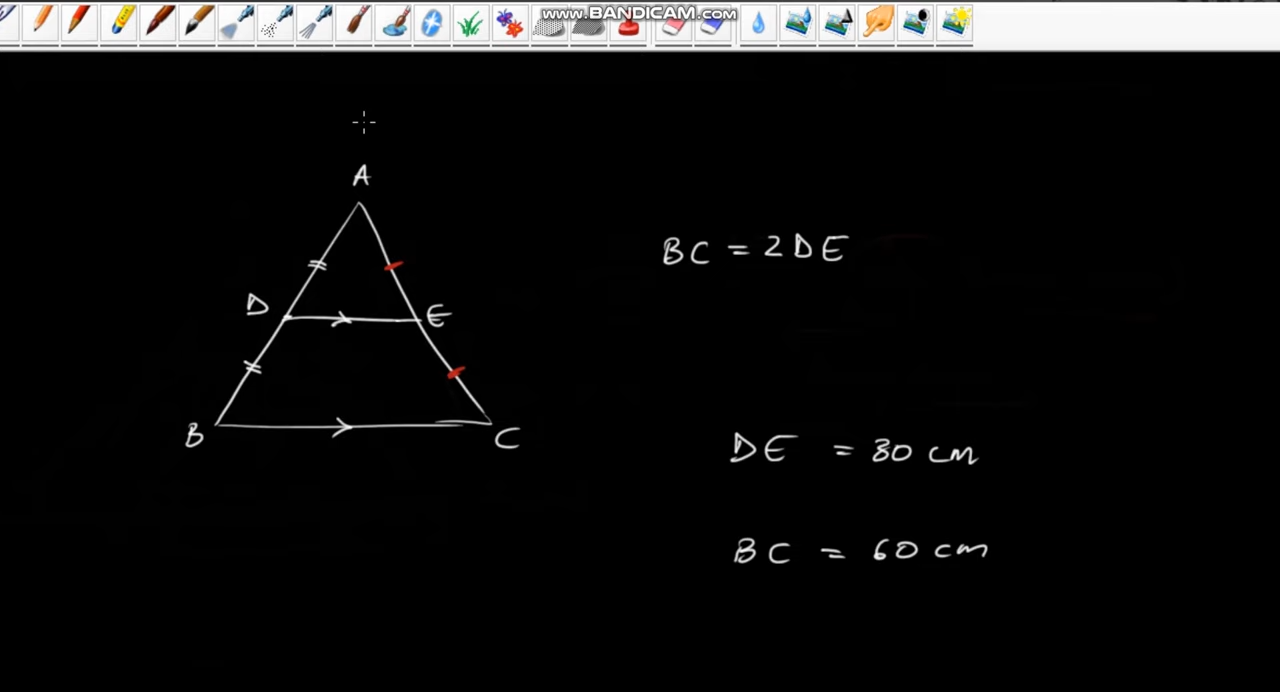 www.BANDICAM.com
A
BC = 2DE
D
E
B
C
DE = 30 cm
BC = 60 cm